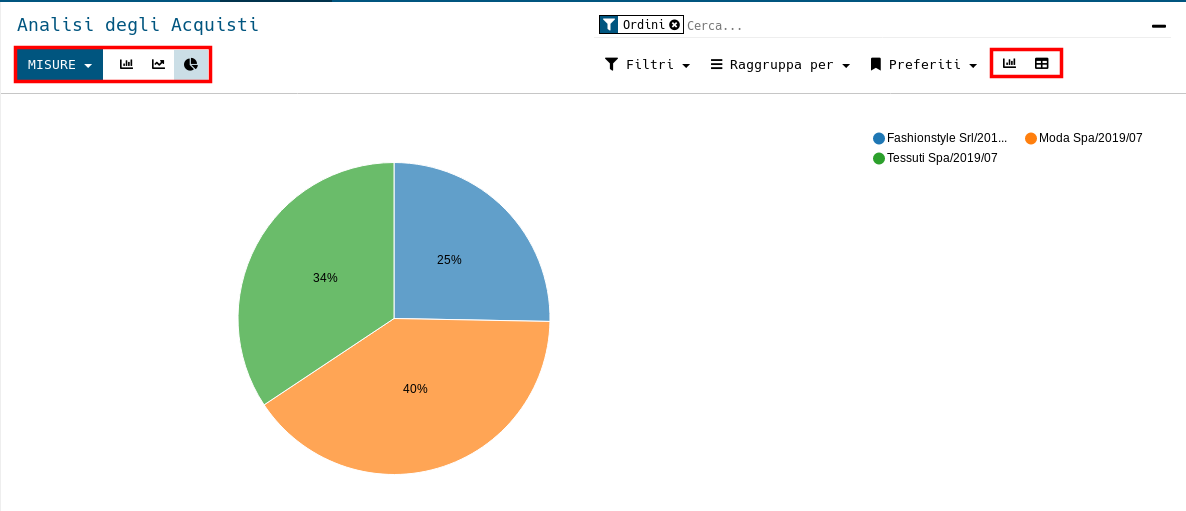 Analisi degli Acquisti
Ordini Cerca...
MISURE
Filtri Raggruppa per Preferiti
Fashionstyle Srl/201... Moda Spa/2019/07
Tessuti Spa/2019/07
25%
34%
40%